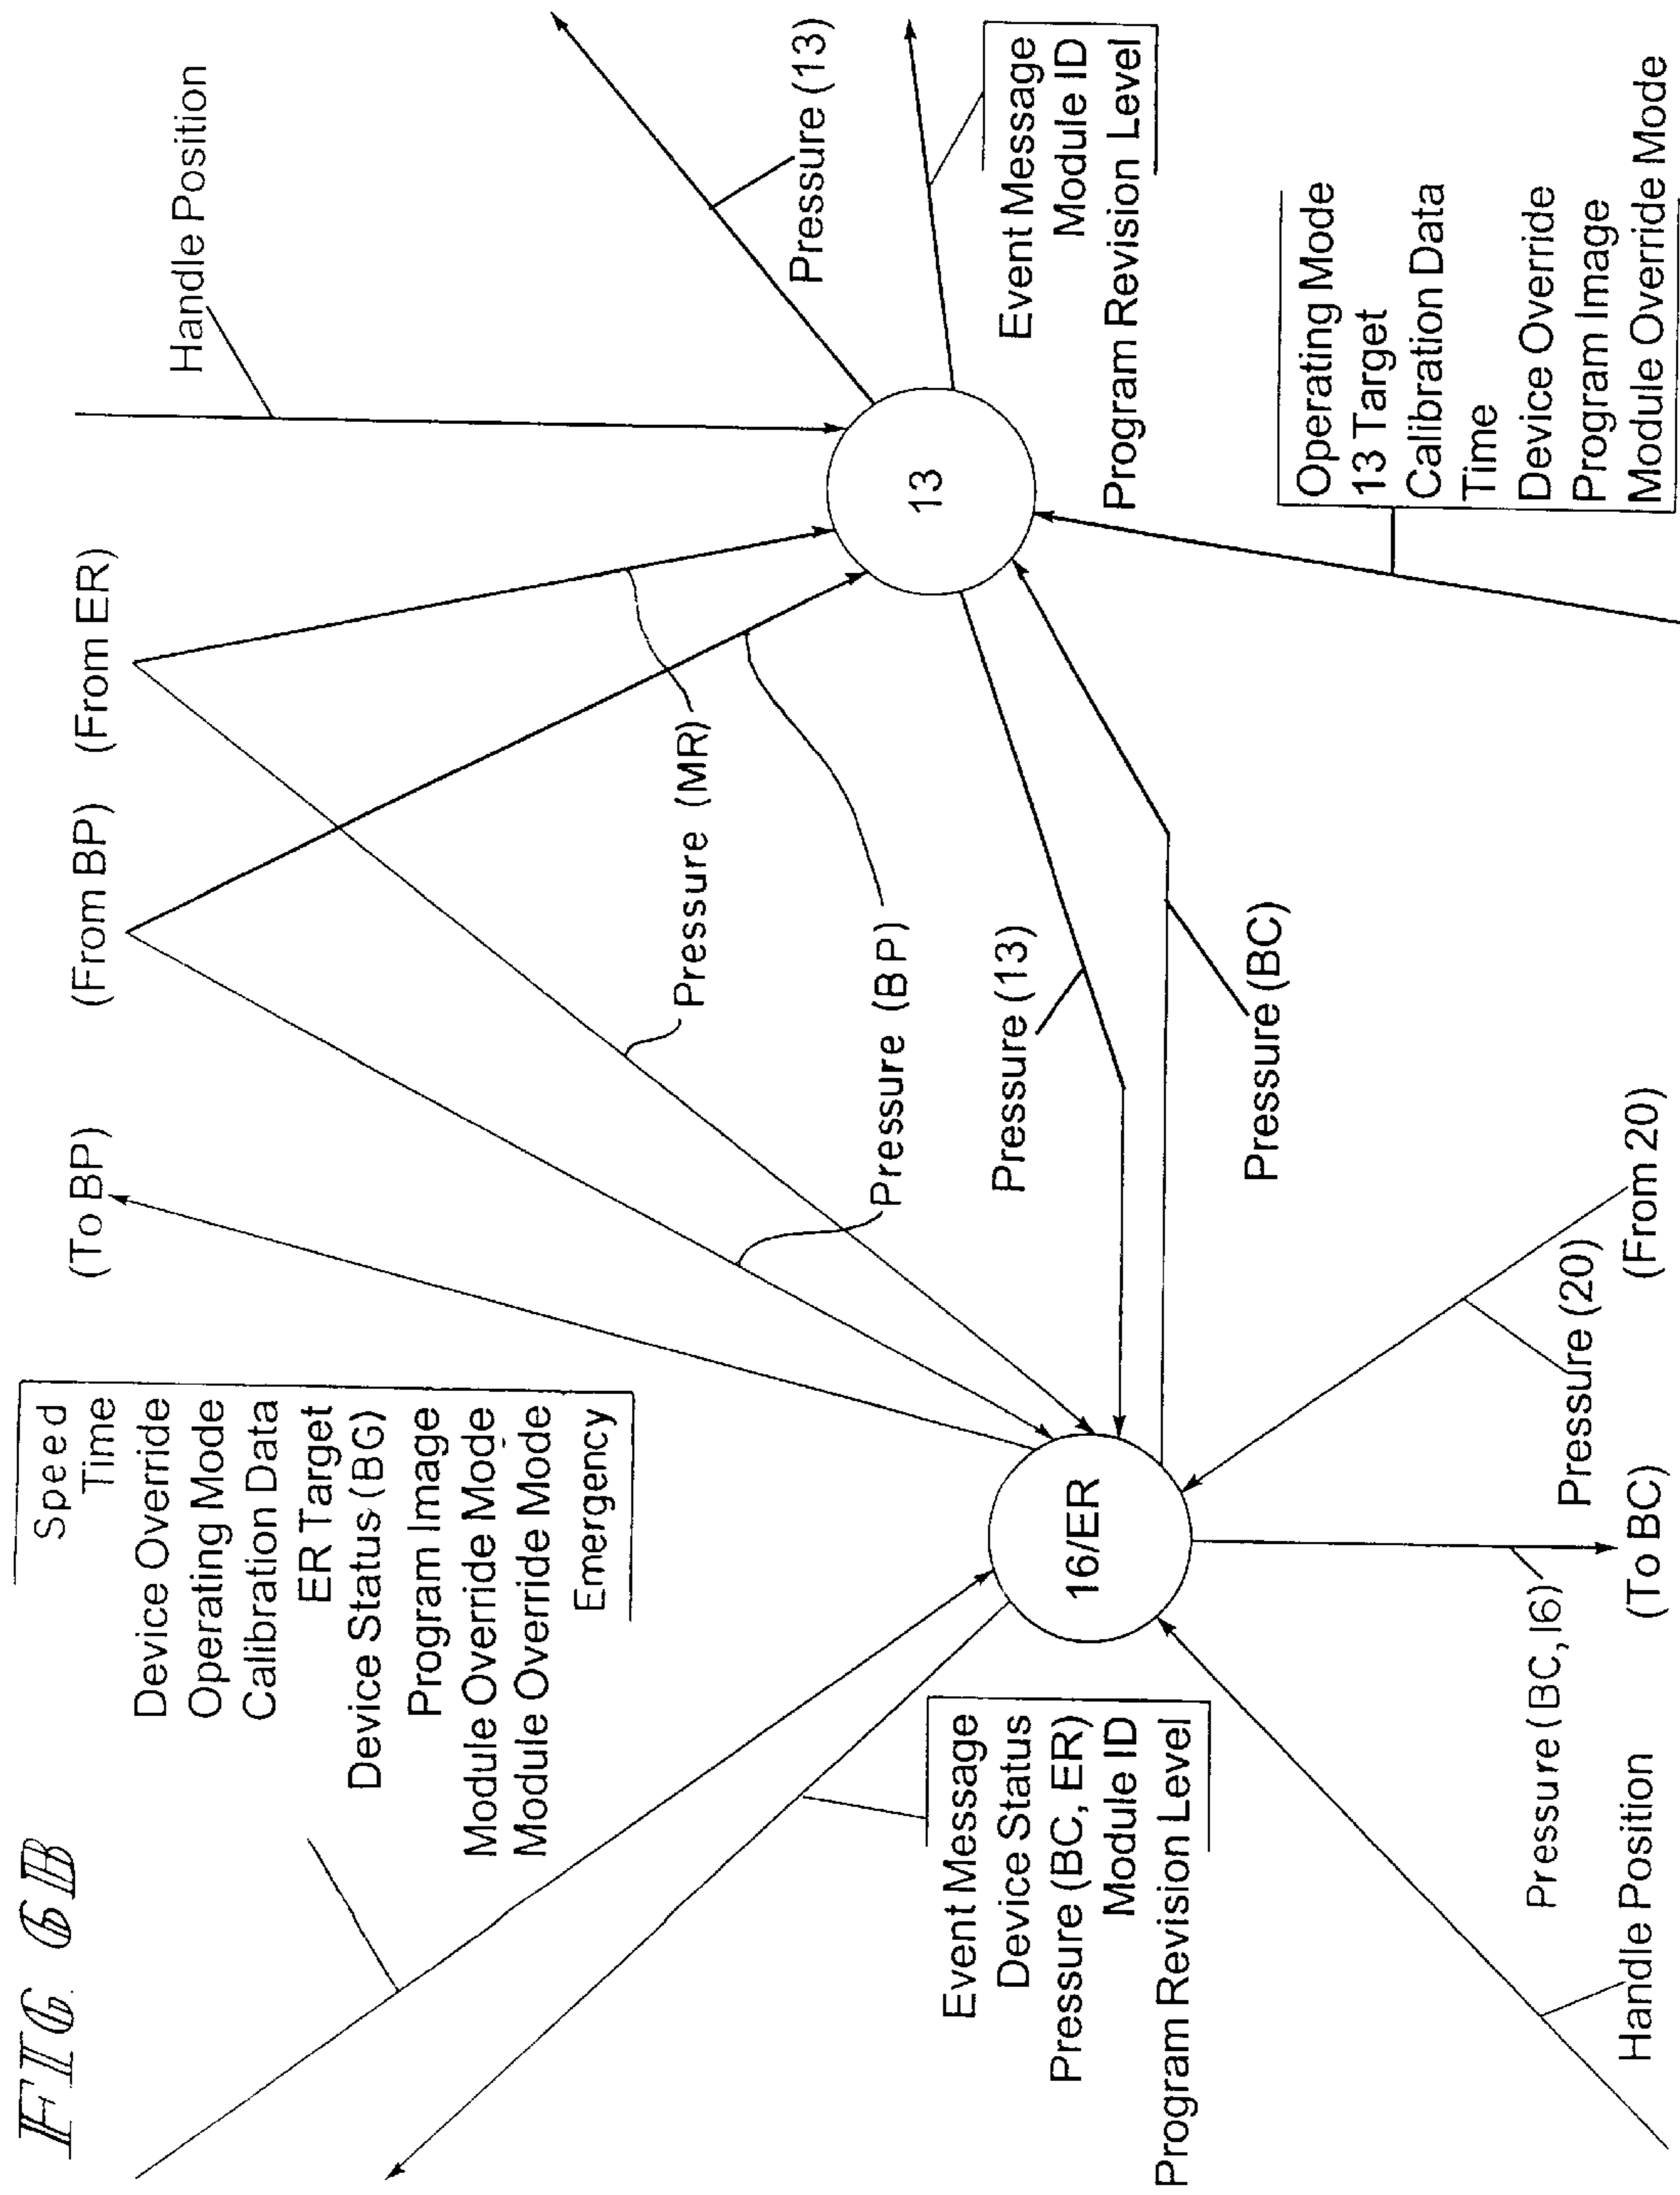 FIG 6B
Speed
Time
Device Override
Operating Mode
Calibration Data
ER Target
Device Status (BG)
Program Image
Module Override Mode
Module Override Mode
Emergency
(To BP)
(From BP)
(From ER)
Handle Position
Pressure (MR)
Pressure (BP)
Pressure (13)
13
Event Message
Module ID
Program Revision Level
Pressure (13)
Pressure (BC)
16/ER
Event Message
Device Status
Pressure (BC, ER)
Module ID
Program Revision Level
Operating Mode
13 Target
Calibration Data
Time
Device Override
Program Image
Module Override Mode
Handle Position
Pressure (BC, 16)
(To BC)
Pressure (20)
(From 20)